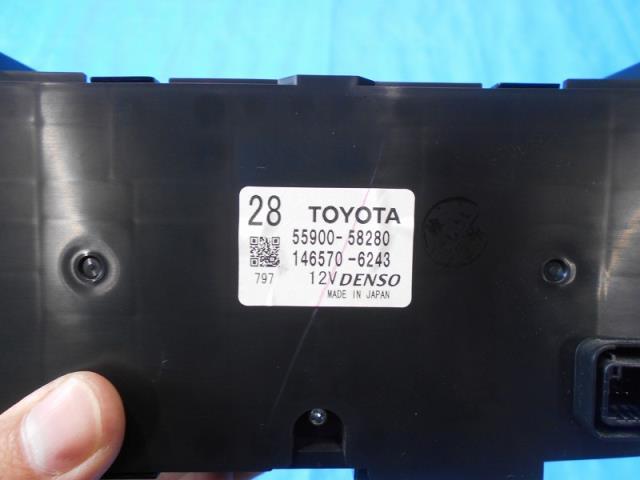 28 TOYOTA
55900-58280
146570-6243
797 12V DENSO
MADE IN JAPAN